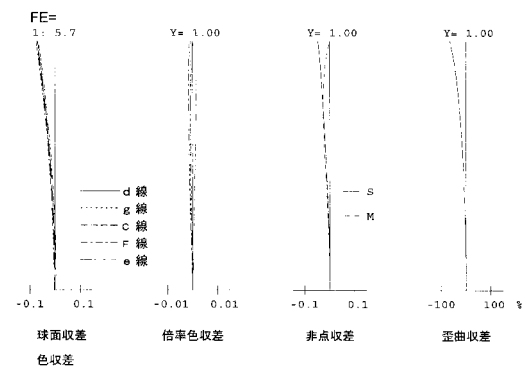 FE=
1: 5.7
Y= 1.00
Y= 1.00
Y= 1.00
d 線
g 線
C 線
F 線
e 線
S
M
-0.1 0.1
-0.01 0.01
-0.1 0.1
-100 100 %
球面収差
色収差
倍率色収差
非点収差
歪曲収差